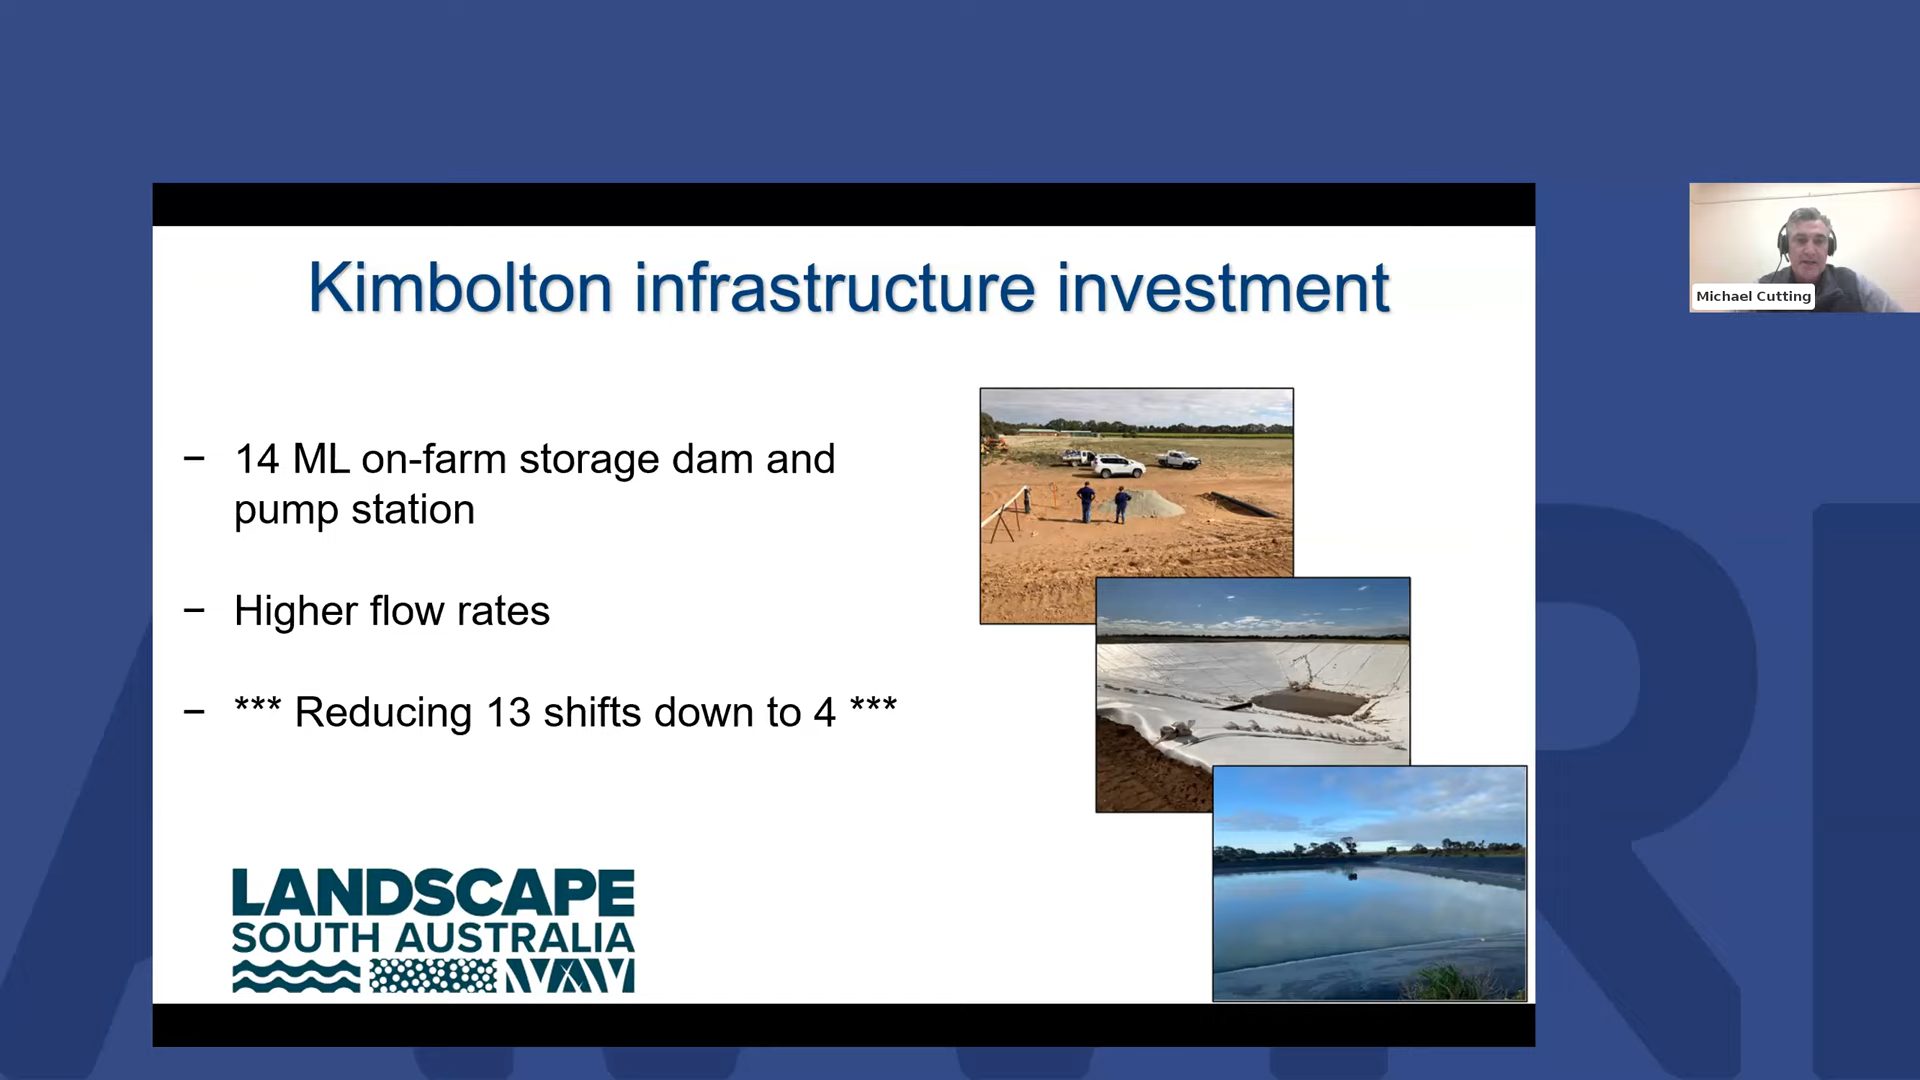 Kimbolton infrastructure investment
Michael Cutting
− 14 ML on-farm storage dam and
pump station
− Higher flow rates
− *** Reducing 13 shifts down to 4 ***
LANDSCAPE
SOUTH AUSTRALIA